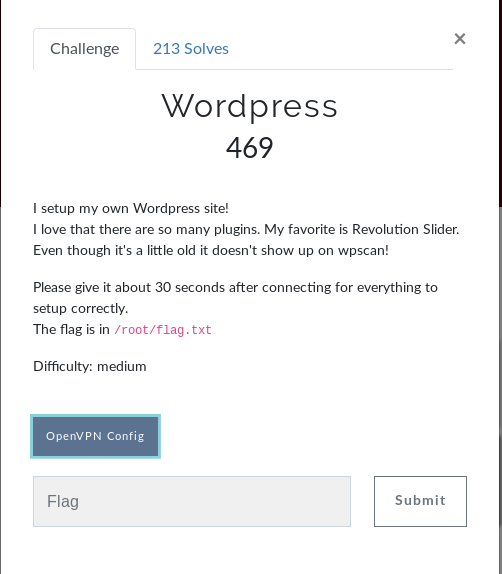 Challenge
213 Solves
×
Wordpress
469
I setup my own Wordpress site!
I love that there are so many plugins. My favorite is Revolution Slider.
Even though it's a little old it doesn't show up on wpscan!
Please give it about 30 seconds after connecting for everything to
setup correctly.
The flag is in /root/flag.txt
Difficulty: medium
OpenVPN Config
Flag
Submit